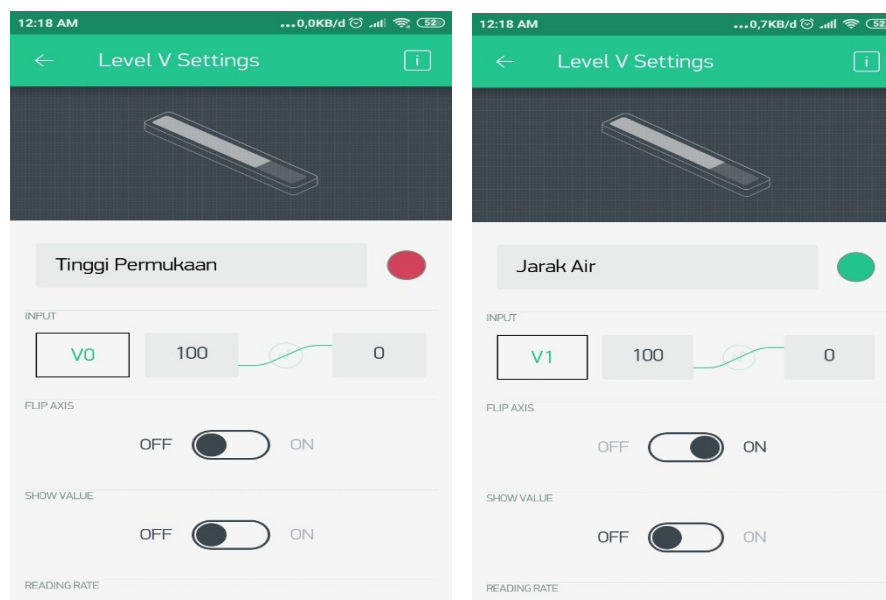 12:18 AM ...0,0KB/d 52
Level V Settings i
Tinggi Permukaan
INPUT
V0 100 0
FLIP AXIS
OFF ON
SHOW VALUE
OFF ON
READING RATE
12:18 AM ...0,7KB/d 52
Level V Settings i
Jarak Air
INPUT
V1 100 0
FLIP AXIS
OFF ON
SHOW VALUE
OFF ON
READING RATE